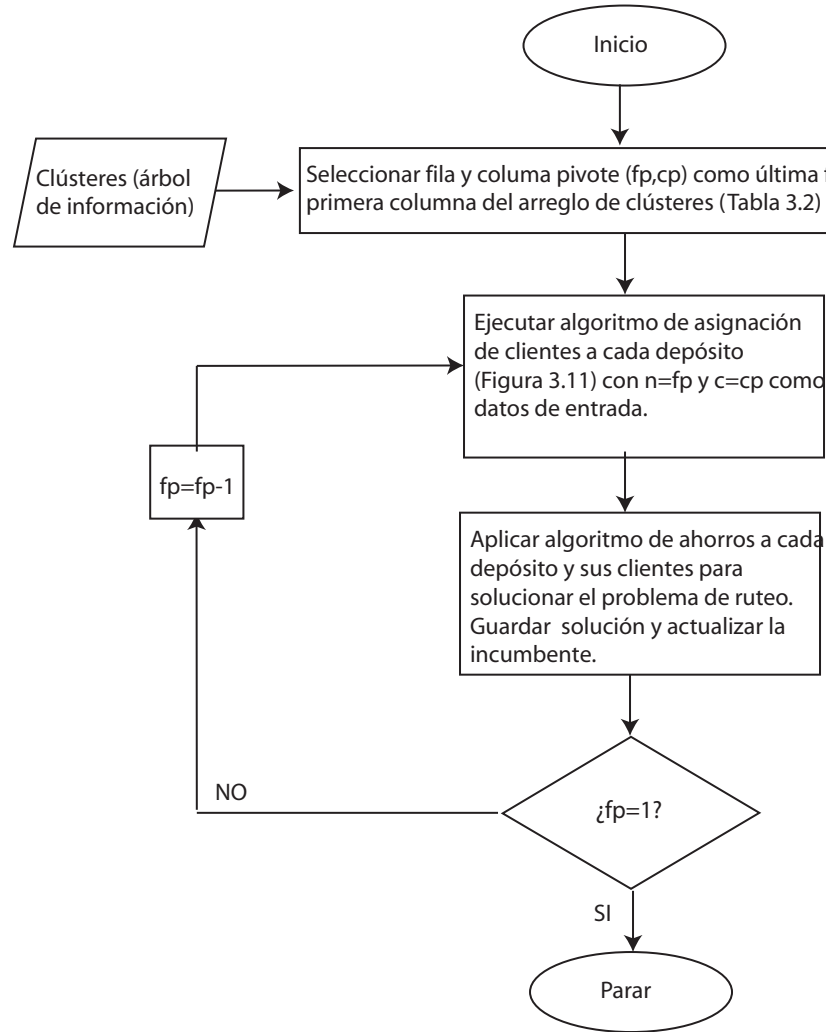 Inicio
Clústeres (árbol
de información)
Seleccionar fila y columa pivote (fp,cp) como última
primera columna del arreglo de clústeres (Tabla 3.2)
Ejecutar algoritmo de asignación
de clientes a cada depósito
(Figura 3.11) con n=fp y c=cp como
datos de entrada.
fp=fp-1
Aplicar algoritmo de ahorros a cada
depósito y sus clientes para
solucionar el problema de ruteo.
Guardar solución y actualizar la
incumbente.
NO
¿fp=1?
SI
Parar